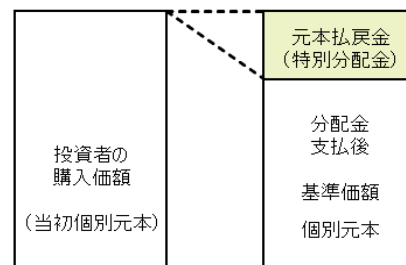 投資者の
購入価額
(当初個別元本)
元本払戻金
(特別分配金)
分配金
支払後
基準価額
個別元本